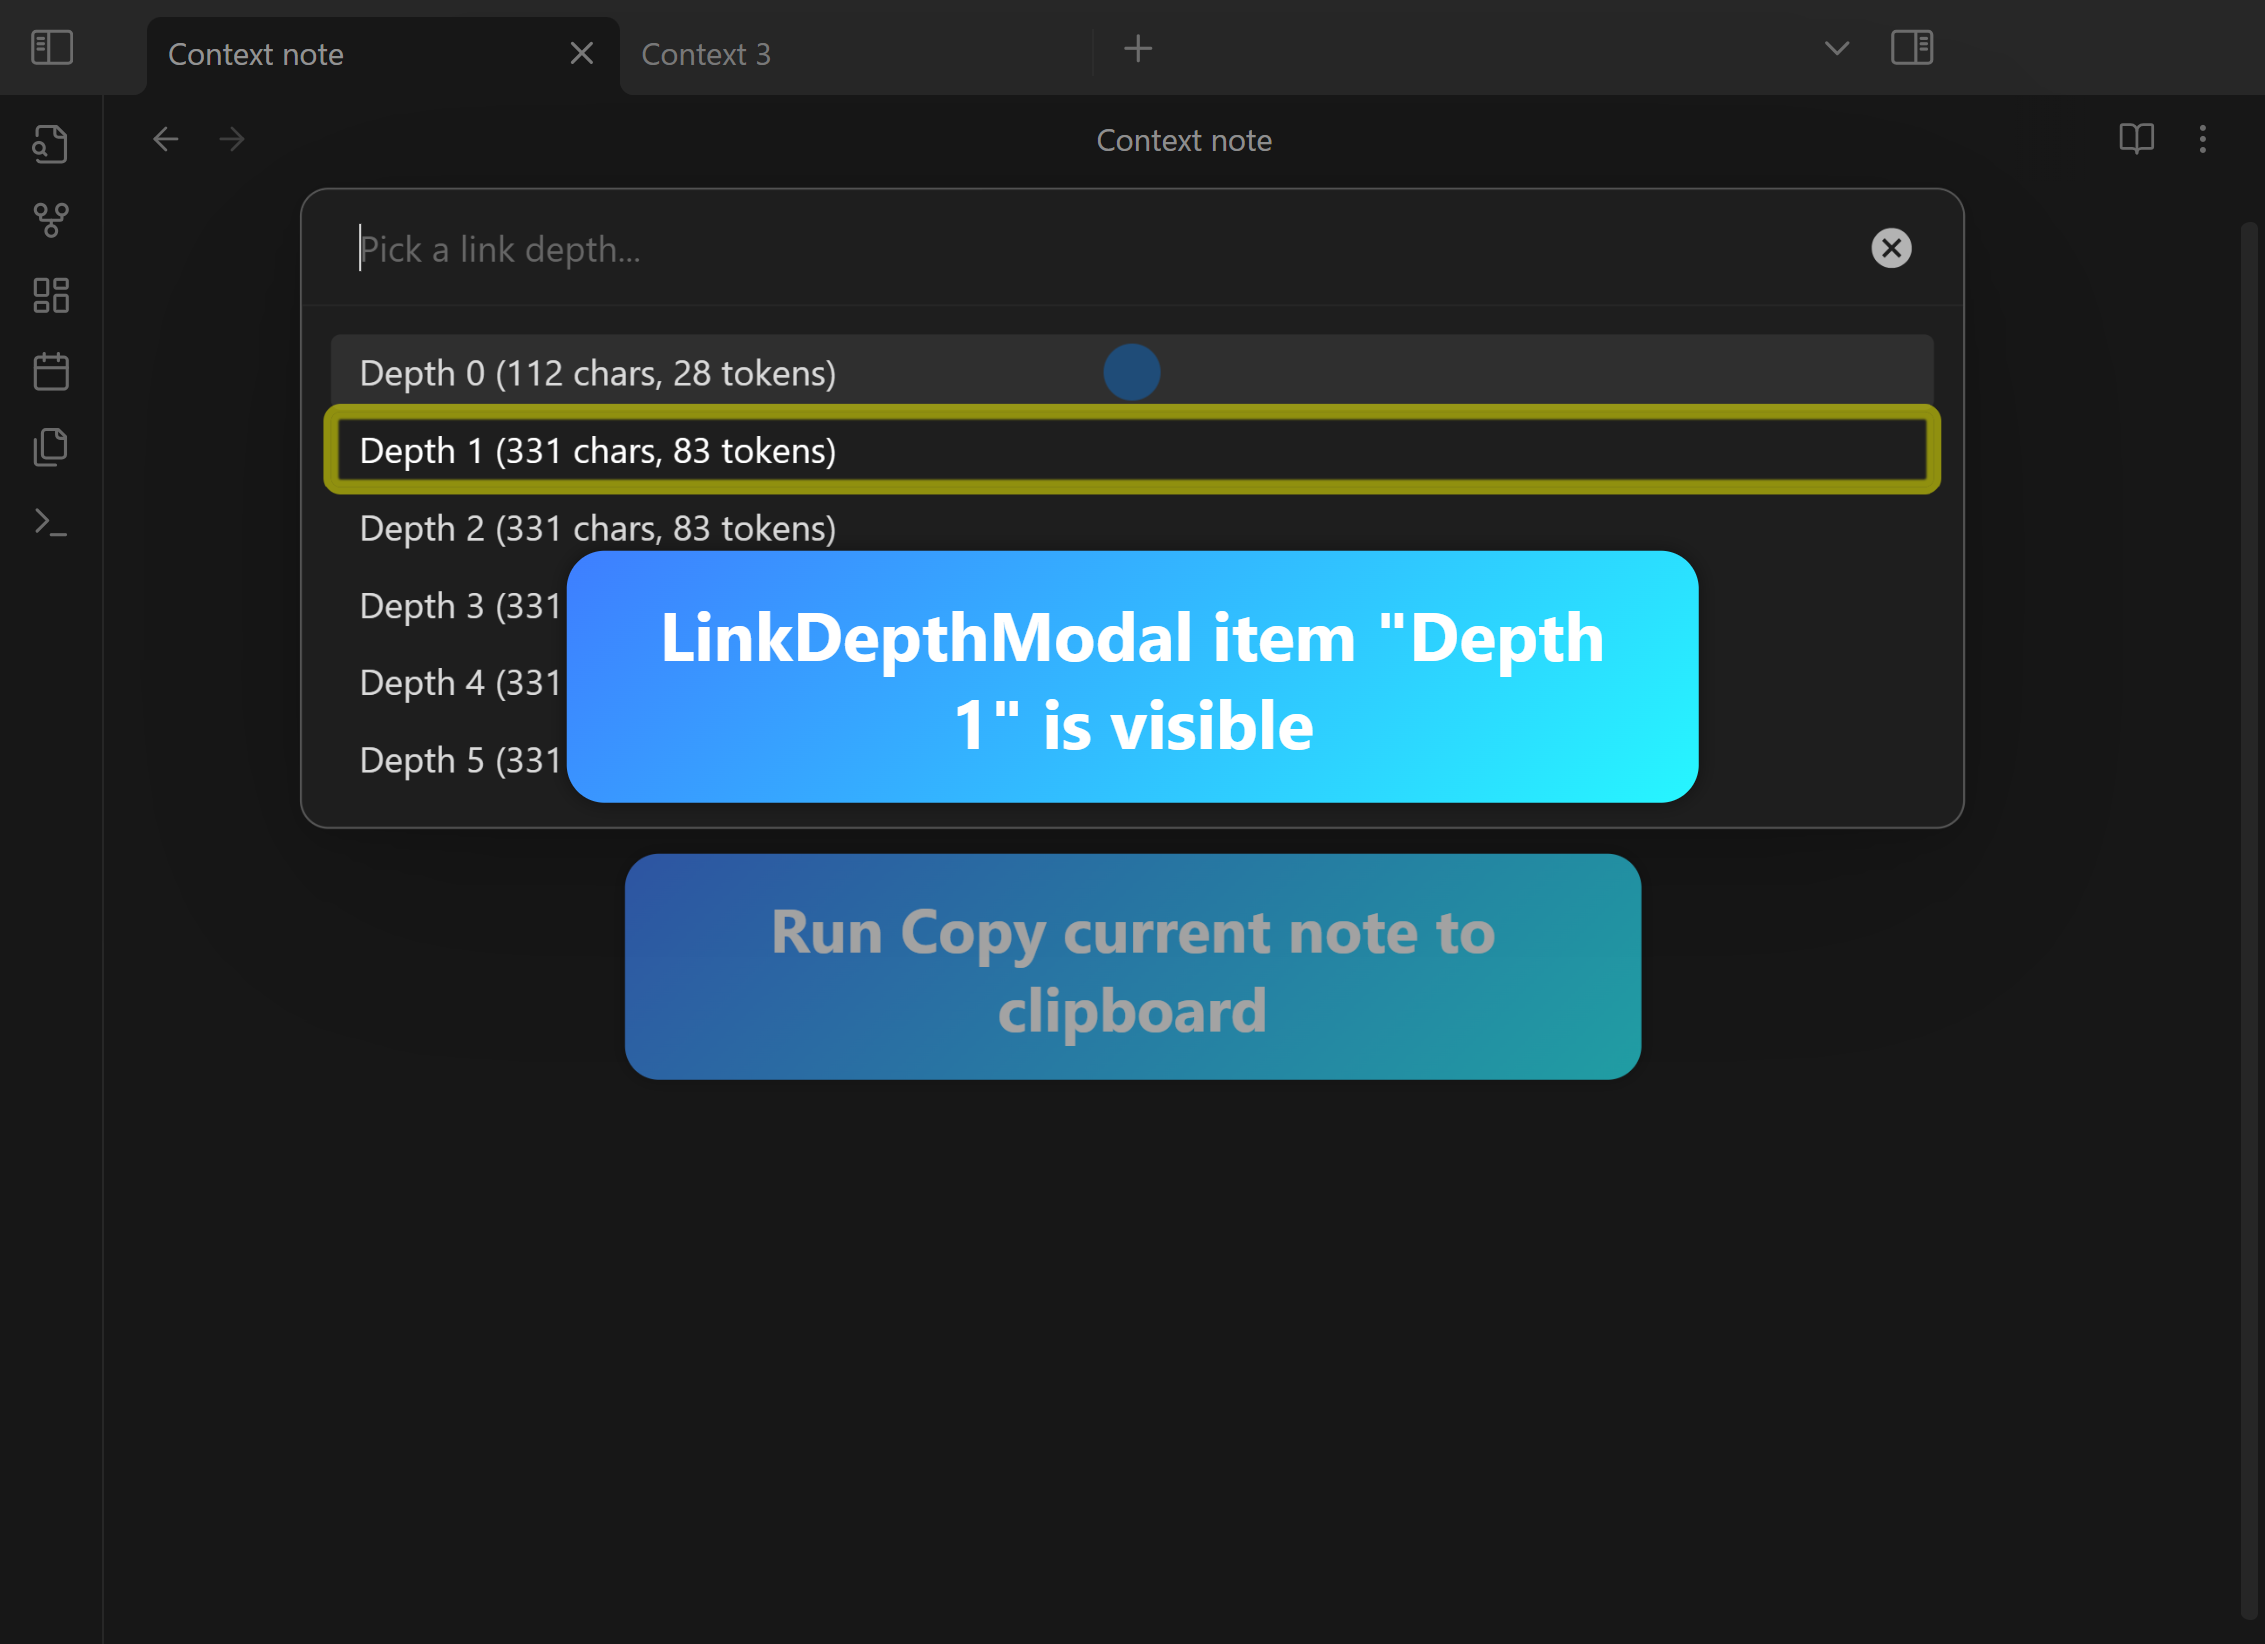 Context note
Context 3
Context note
Pick a link depth...
Depth 0 (112 chars, 28 tokens)
Depth 1 (331 chars, 83 tokens)
Depth 2 (331 chars, 83 tokens)
Depth 3 (331
Depth 4 (331
Depth 5 (331
LinkDepthModal item "Depth
1" is visible
Run Copy current note to
clipboard